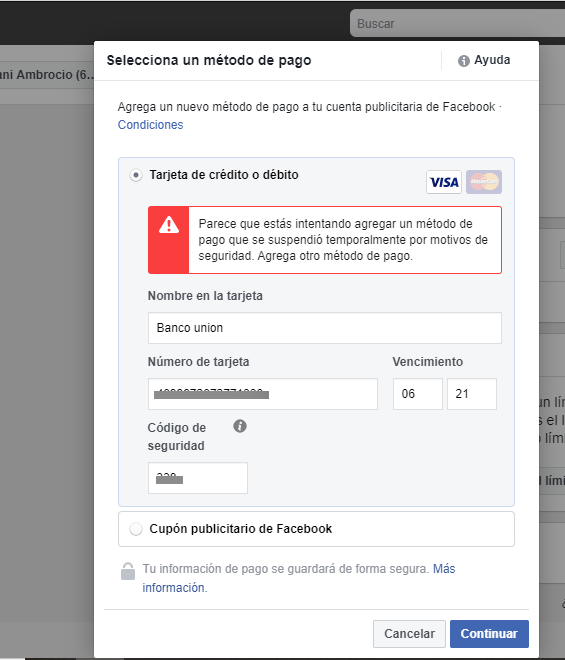 Buscar
ani Ambrocio (6...
Selecciona un método de pago
Ayuda
Agrega un nuevo método de pago a tu cuenta publicitaria de Facebook ·
Condiciones
Tarjeta de crédito o débito
VISA
MasterCard
Parece que estás intentando agregar un método de
pago que se suspendió temporalmente por motivos de
seguridad. Agrega otro método de pago.
Nombre en la tarjeta
Banco union
Número de tarjeta
Vencimiento
06
21
Código de
seguridad
Cupón publicitario de Facebook
Tu información de pago se guardará de forma segura. Más
información.
Cancelar
Continuar